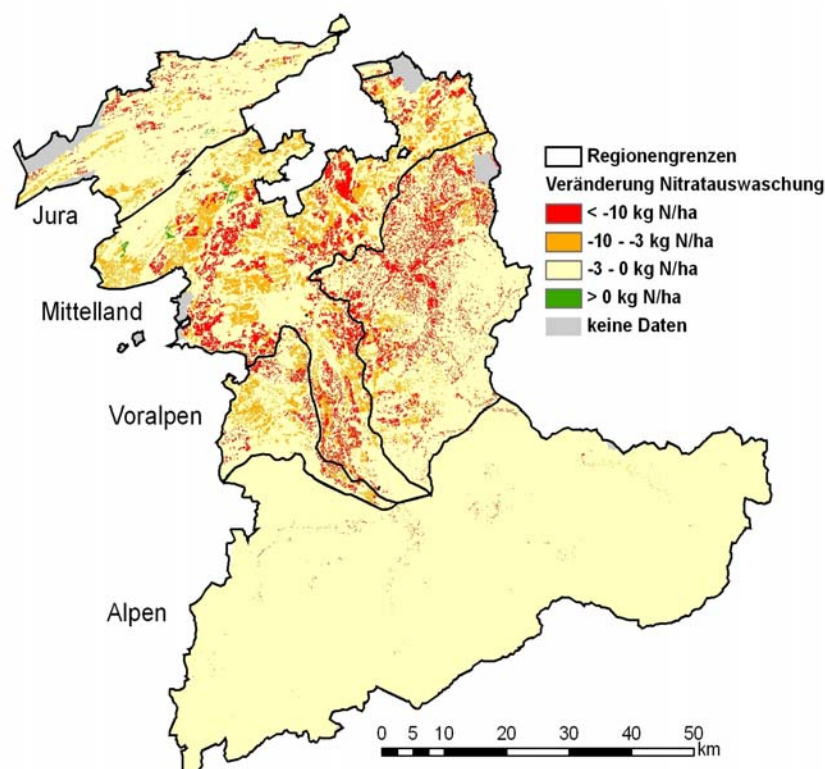 Regionengrenzen
Veränderung Nitratauswaschung
< -10 kg N/ha
-10 - -3 kg N/ha
-3 - 0 kg N/ha
> 0 kg N/ha
keine Daten
Jura
Mittelland
Voralpen
Alpen
0 5 10 20 30 40 50
km